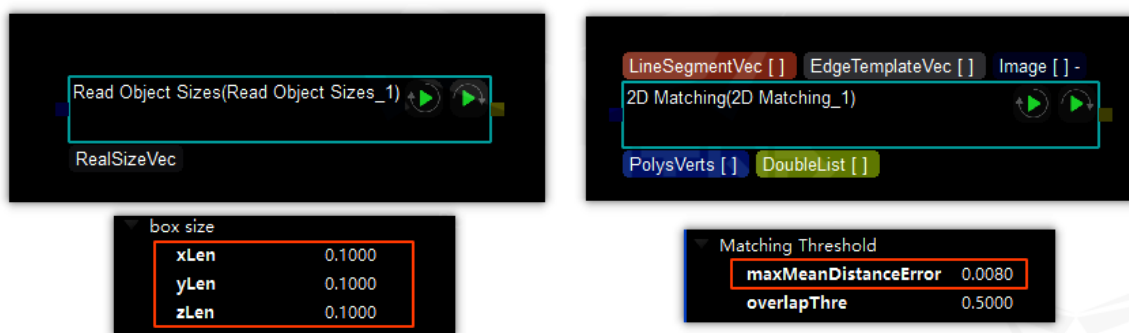 Read Object Sizes(Read Object Sizes_1)
RealSizeVec
box size
xLen 0.1000
yLen 0.1000
zLen 0.1000
LineSegmentVec [ ] EdgeTemplateVec [ ] Image [ ] -
2D Matching(2D Matching_1)
PolysVerts [ ] DoubleList [ ]
Matching Threshold
maxMeanDistanceError 0.0080
overlapThre 0.5000